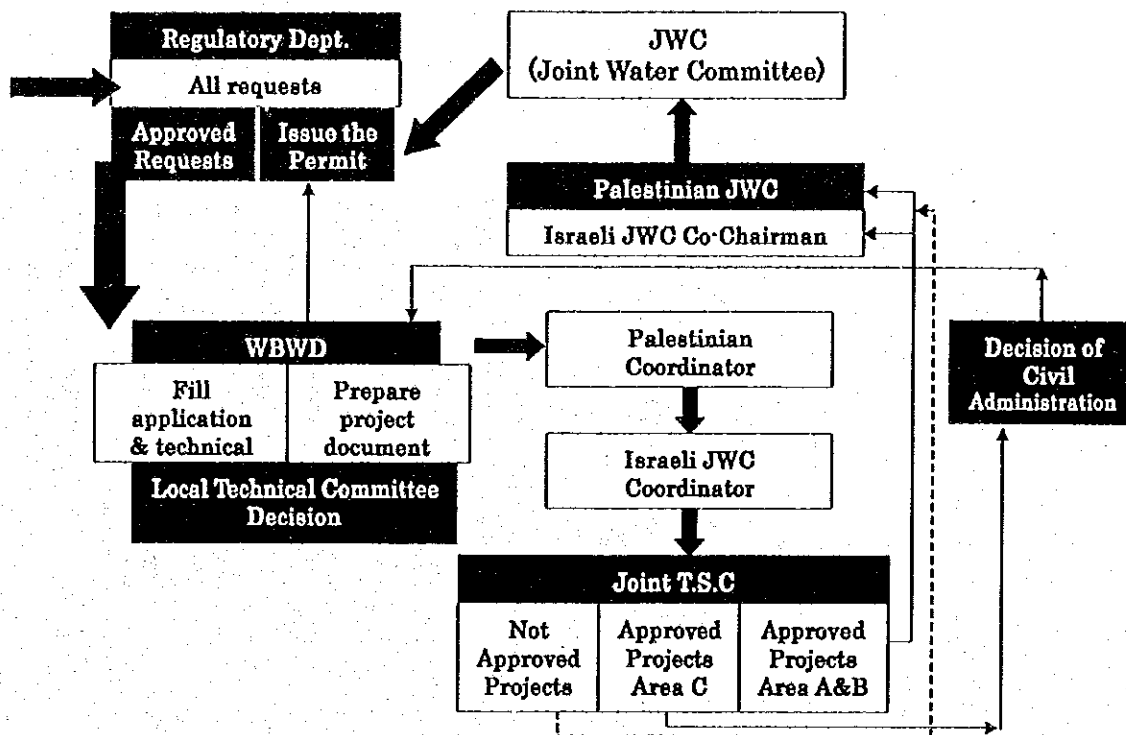 Regulatory Dept.
All requests
Approved
Requests
Issue the
Permit
JWC
(Joint Water Committee)
Palestinian JWC
Israeli JWC Co-Chairman
WBWD
Fill
application
& technical
Prepare
project
document
Local Technical Committee
Decision
Palestinian
Coordinator
Israeli JWC
Coordinator
Decision of
Civil
Administration
Joint T.S.C
Not
Approved
Projects
Approved
Projects
Area C
Approved
Projects
Area A&B